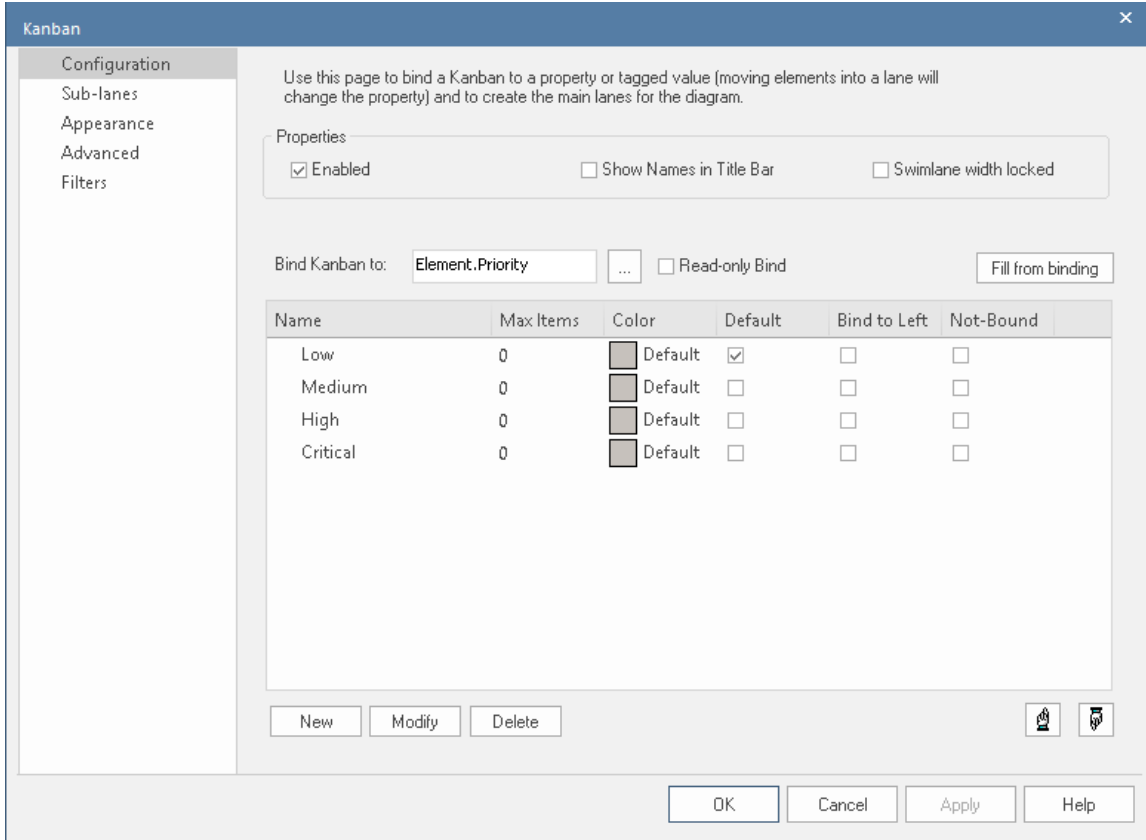 Kanban
Configuration
Sub-lanes
Appearance
Advanced
Filters
Use this page to bind a Kanban to a property or tagged value (moving elements into a lane will
change the property) and to create the main lanes for the diagram.
Properties
Enabled Show Names in Title Bar Swimlane width locked
Bind Kanban to: Element.Priority ... Read-only Bind Fill from binding
Name Max Items Color Default Bind to Left Not-Bound
Low 0 Default
Medium 0 Default
High 0 Default
Critical 0 Default
New Modify Delete
OK Cancel Apply Help